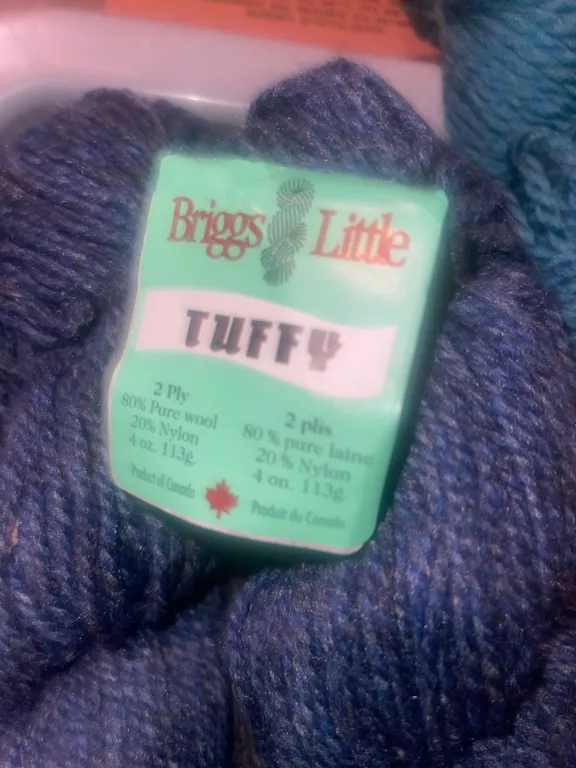 Briggs Little
TUFFY
2 Ply
80% Pure wool
20% Nylon
4 oz. 113g.
Product of Canada
2 plis
80 % pure laine
20 % Nylon
4 on. 113g.
Produit du Canada